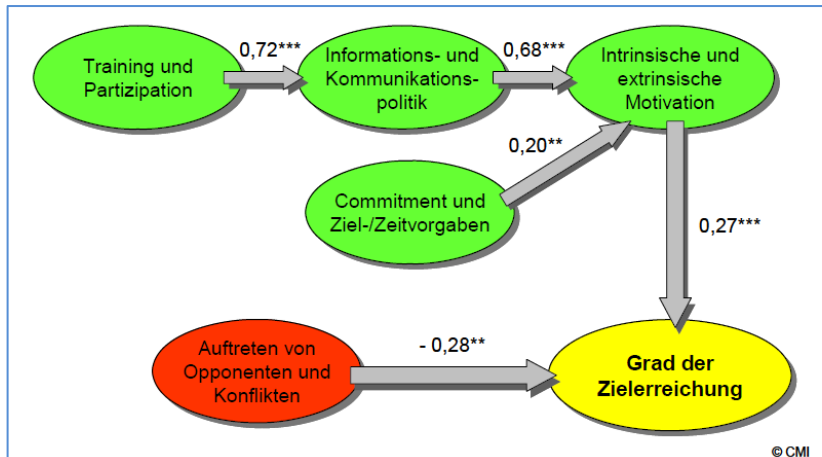 Training und
Partizipation
0,72***
Informations- und
Kommunikations-
politik
0,68***
Intrinsische und
extrinsische
Motivation
0,20**
Commitment und
Ziel-/Zeitvorgaben
0,27***
Auftreten von
Opponenten und
Konflikten
- 0,28**
Grad der
Zielerreichung
© CMI